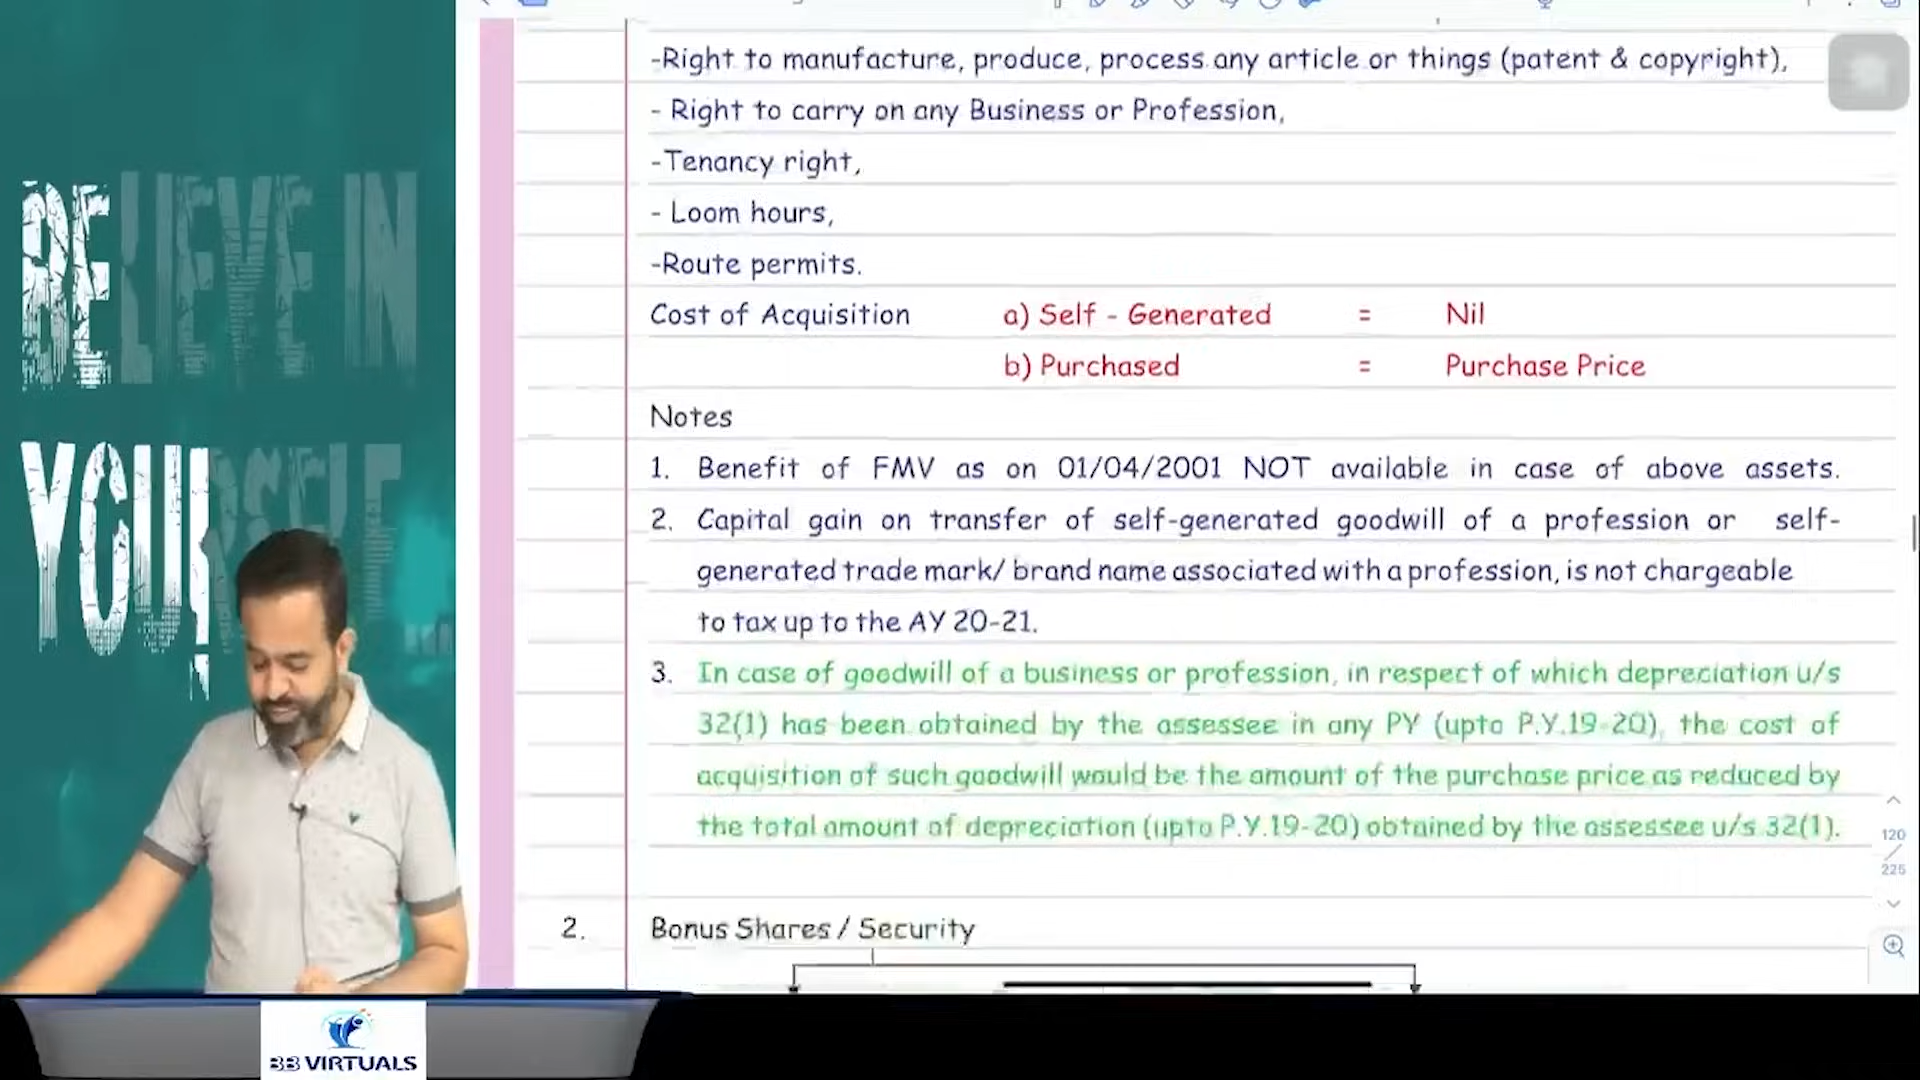 BELIEVE IN
YOURSELF
-Right to manufacture, produce, process any article or things (patent & copyright),
- Right to carry on any Business or Profession,
-Tenancy right,
- Loom hours,
-Route permits.
Cost of Acquisition a) Self - Generated = Nil
b) Purchased = Purchase Price
Notes
1. Benefit of FMV as on 01/04/2001 NOT available in case of above assets.
2. Capital gain on transfer of self-generated goodwill of a profession or self-
generated trade mark/ brand name associated with a profession, is not chargeable
to tax up to the AY 20-21.
3. In case of goodwill of a business or profession, in respect of which depreciation u/s
32(1) has been obtained by the assessee in any PY (upto P.Y.19-20), the cost of
acquisition of such goodwill would be the amount of the purchase price as reduced by
the total amount of depreciation (upto P.Y.19-20) obtained by the assessee u/s 32(1).
120
/
225
2. Bonus Shares / Security
BB VIRTUALS